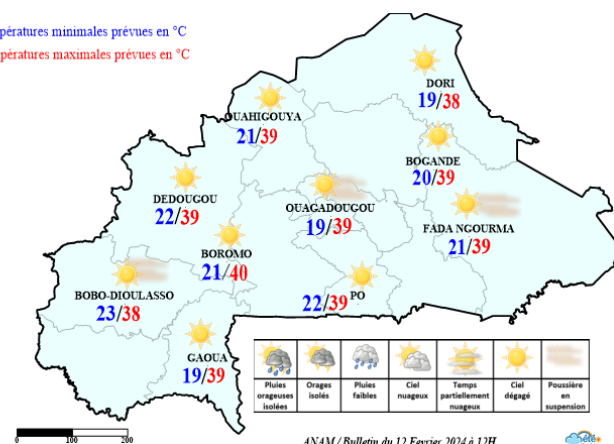 pératures minimales prévues en °C
pératures maximales prévues en °C
DORI
19/38
OUAHIGOUYA
21/39
BOGANDE
20/39
DEDOUGOU
22/39
OUAGADOUGOU
19/39
FADA NGOURMA
21/39
BOROMO
21/40
BOBO-DIOULASSO
23/38
PO
22/39
GAOUA
19/39
Pluies orageuses isolées
Orages isolés
Pluies faibles
Ciel nuageux
Temps partiellement nuageux
Ciel dégagé
Poussière en suspension
0 100 200
ANAM / Bulletin du 12 Fevrier 2024 à 12H